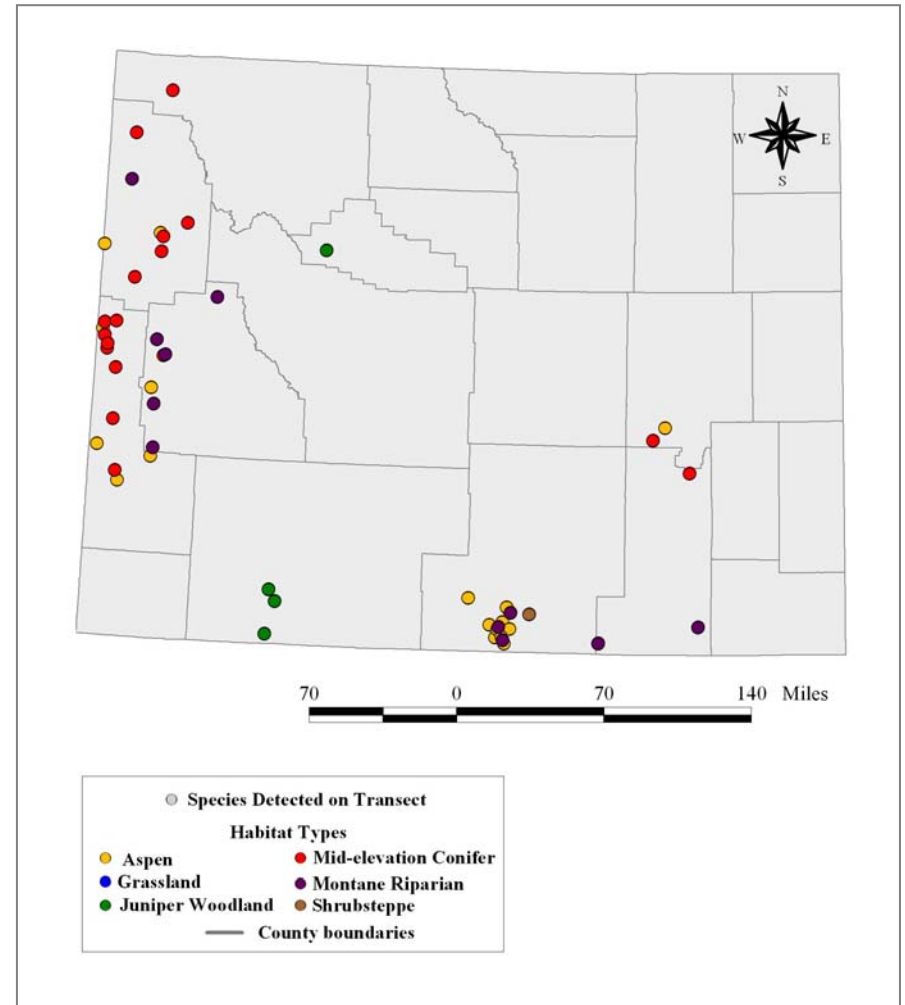 N
W E
S
70 0 70 140 Miles
Species Detected on Transect
Habitat Types
Aspen Mid-elevation Conifer
Grassland Montane Riparian
Juniper Woodland Shrubsteppe
County boundaries